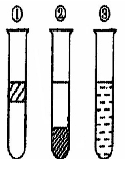 ① ② ③